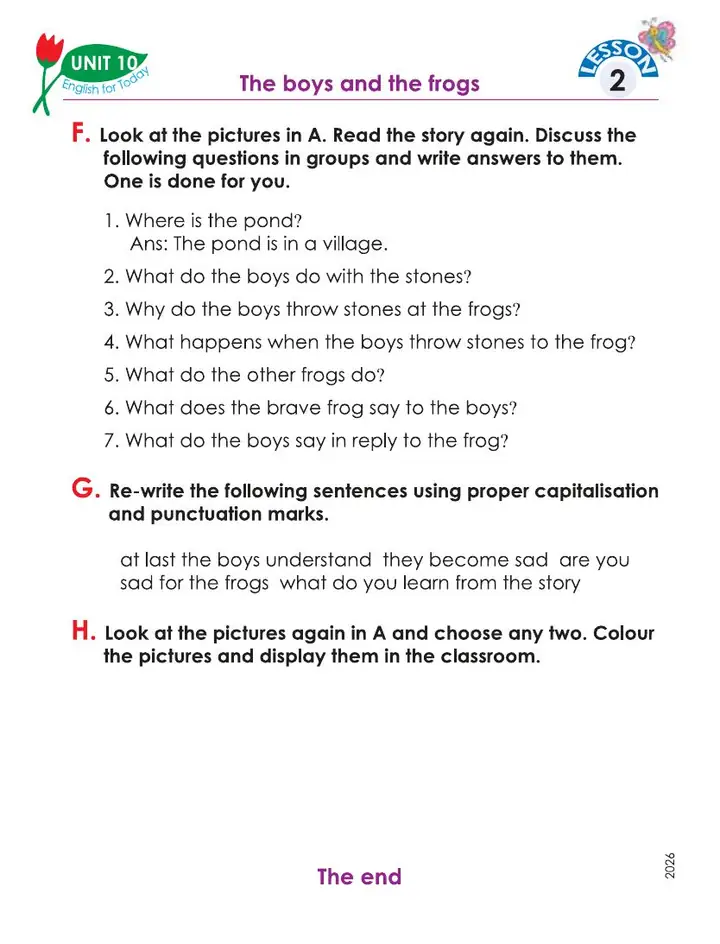 UNIT 10
English for Today
The boys and the frogs
LESSON
2
F. Look at the pictures in A. Read the story again. Discuss the
following questions in groups and write answers to them.
One is done for you.
1. Where is the pond?
Ans: The pond is in a village.
2. What do the boys do with the stones?
3. Why do the boys throw stones at the frogs?
4. What happens when the boys throw stones to the frog?
5. What do the other frogs do?
6. What does the brave frog say to the boys?
7. What do the boys say in reply to the frog?
G. Re-write the following sentences using proper capitalisation
and punctuation marks.
at last the boys understand  they become sad  are you
sad for the frogs  what do you learn from the story
H. Look at the pictures again in A and choose any two. Colour
the pictures and display them in the classroom.
The end
2026